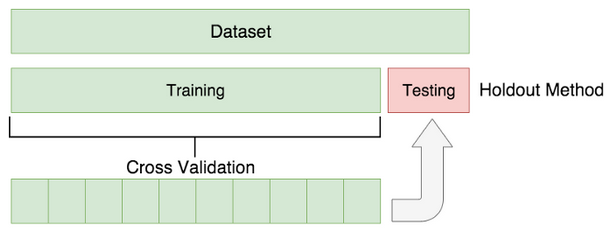 Dataset
Training
Testing
Holdout Method
Cross Validation